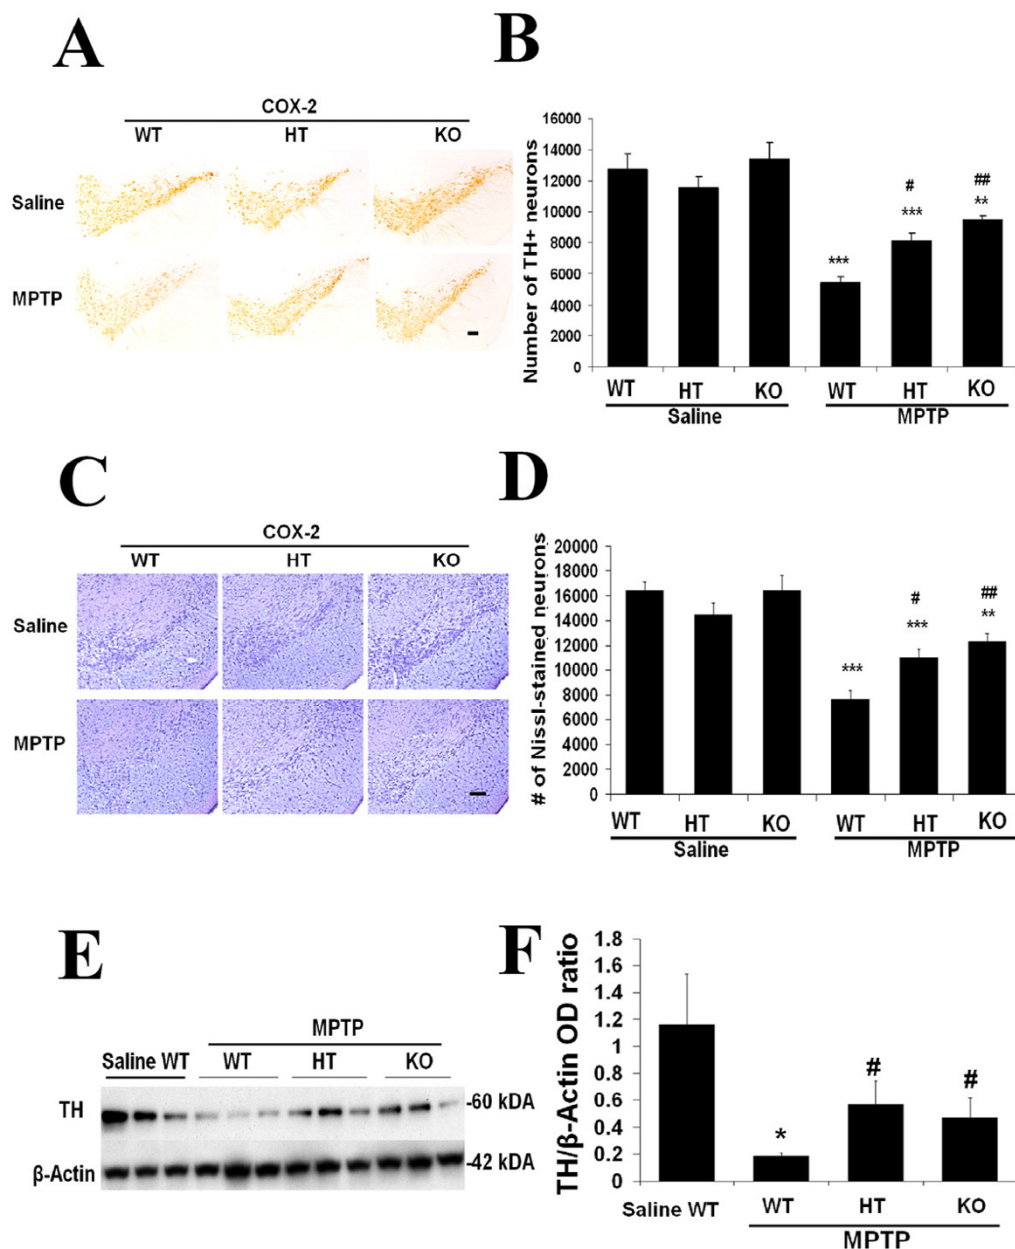 A
COX-2
WT HT KO
Saline
MPTP
B
Number of TH+ neurons
16000
14000
12000
10000
8000
6000
4000
2000
0
***
#
***
##
**
WT HT KO WT HT KO
Saline MPTP
C
COX-2
WT HT KO
Saline
MPTP
D
# of Nissl-stained neurons
20000
18000
16000
14000
12000
10000
8000
6000
4000
2000
0
***
#
***
##
**
WT HT KO WT HT KO
Saline MPTP
E
MPTP
Saline WT WT HT KO
TH -60 kDA
β-Actin -42 kDA
F
TH/β-Actin OD ratio
1.8
1.6
1.4
1.2
1
0.8
0.6
0.4
0.2
0
*
#
#
Saline WT WT HT KO
MPTP